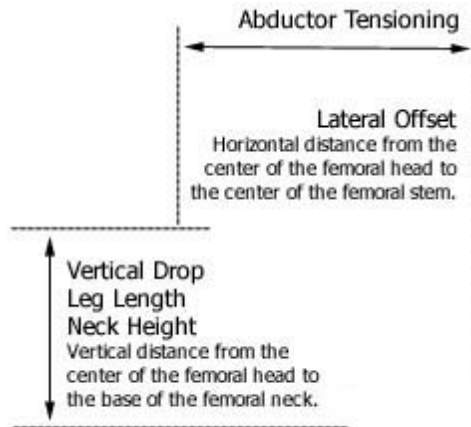 Abductor Tensioning
Lateral Offset
Horizontal distance from the
center of the femoral head to
the center of the femoral stem.
Vertical Drop
Leg Length
Neck Height
Vertical distance from the
center of the femoral head to
the base of the femoral neck.